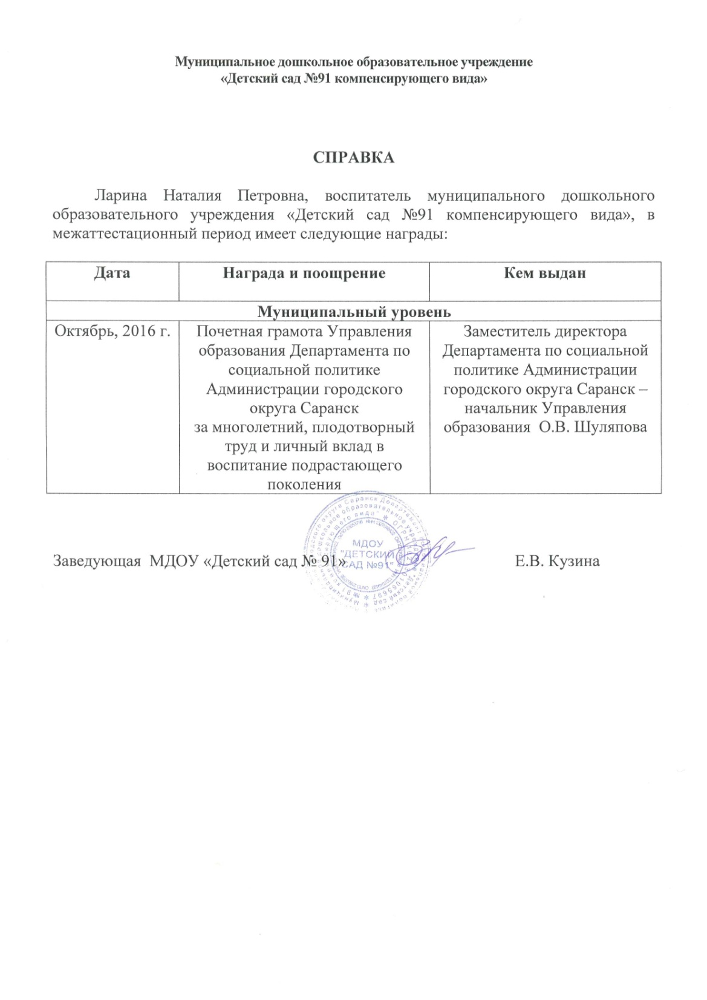 Муниципальное дошкольное образовательное учреждение
«Детский сад №91 компенсирующего вида»
СПРАВКА
Ларина Наталия Петровна, воспитатель муниципального дошкольного
образовательного учреждения «Детский сад №91 компенсирующего вида», в
межаттестационный период имеет следующие награды:
Дата
Награда и поощрение
Кем выдан
Муниципальный уровень
Октябрь, 2016 г.
Почетная грамота Управления
образования Департамента по
социальной политике
Администрации городского
округа Саранск
за многолетний, плодотворный
труд и личный вклад в
воспитание подрастающего
поколения
Заместитель директора
Департамента по социальной
политике Администрации
городского округа Саранск –
начальник Управления
образования  О.В. Шуляпова
Заведующая  МДОУ «Детский сад № 91»
Е.В. Кузина
МДОУ
"ДЕТСКИЙ
САД №91"